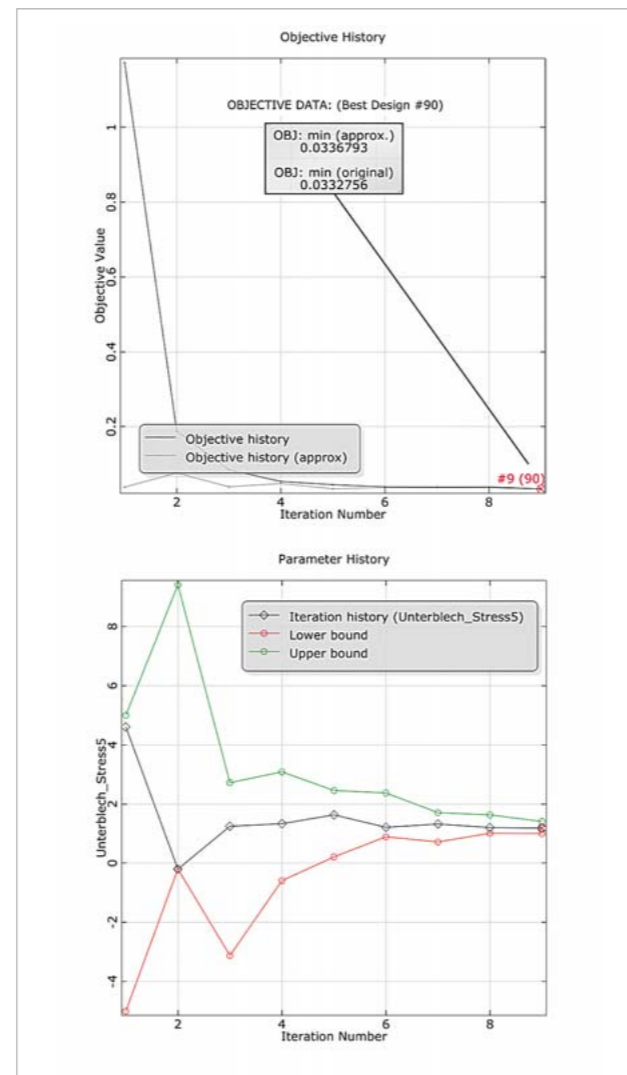 Objective History
OBJECTIVE DATA: (Best Design #90)
OBJ: min (approx.)
0.0336793
OBJ: min (original)
0.0332756
Objective Value
1
0.8
0.6
0.4
0.2
Objective history
Objective history (approx)
#9 (90)
2 4 6 8
Iteration Number
Parameter History
Iteration history (Unterblech_Stress5)
Lower bound
Upper bound
Unterblech_Stress5
8
6
4
2
0
-2
-4
2 4 6 8
Iteration Number